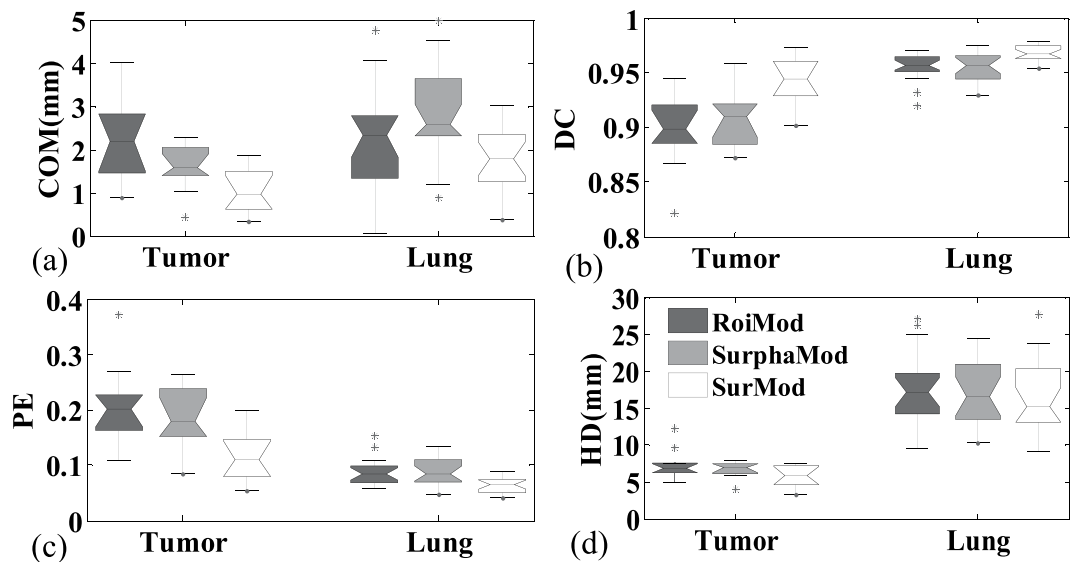 5
4
3
2
1
0
COM(mm)
Tumor
Lung
(a)
1
0.95
0.9
0.85
0.8
DC
Tumor
Lung
(b)
0.4
0.3
0.2
0.1
0
PE
Tumor
Lung
(c)
30
25
20
15
10
5
0
HD(mm)
RoiMod
SurphaMod
SurMod
Tumor
Lung
(d)